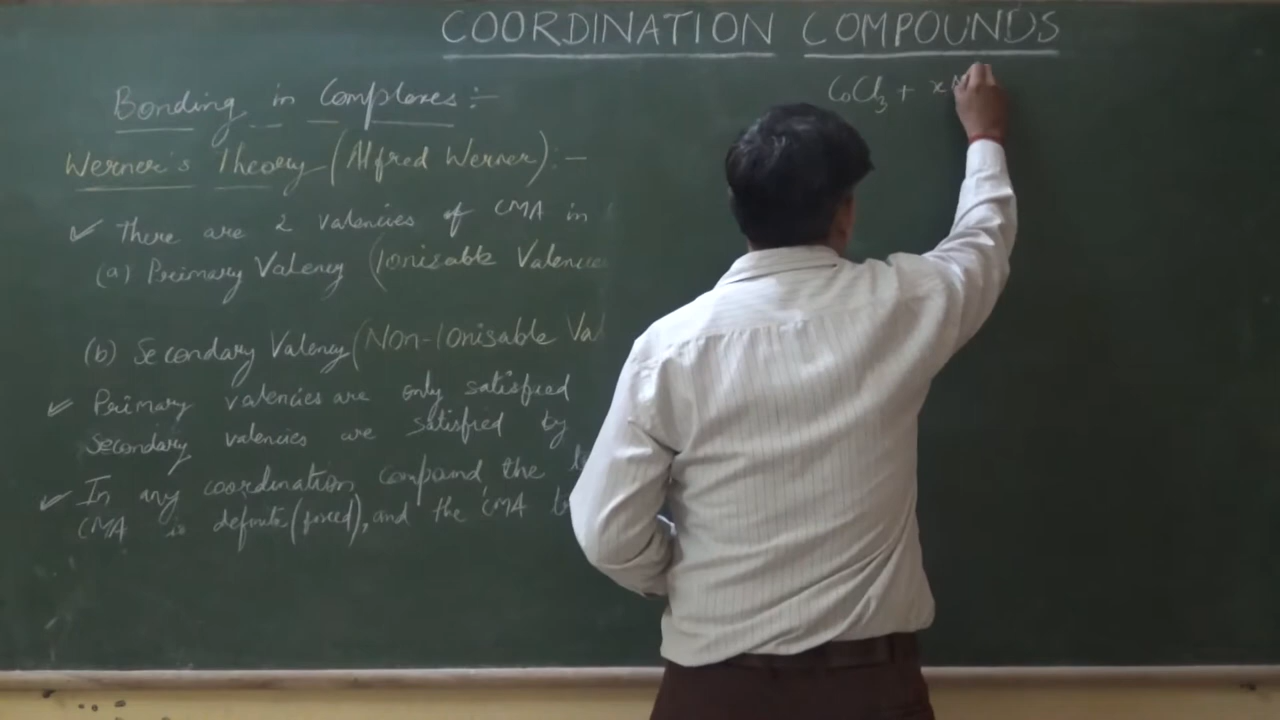 COORDINATION COMPOUNDS
Bonding in Complexes :-
CoCl3 + x
Werner's Theory (Alfred Werner) :-
✓ There are 2 valencies of CMA in
(a) Primary Valency (Ionisable Valencie
(b) Secondary Valency (Non-Ionisable Val
✓ Primary valencies are only satisfied
Secondary valencies are satisfied by
✓ In any coordination compound, the
CMA is definite (fixed), and the CMA